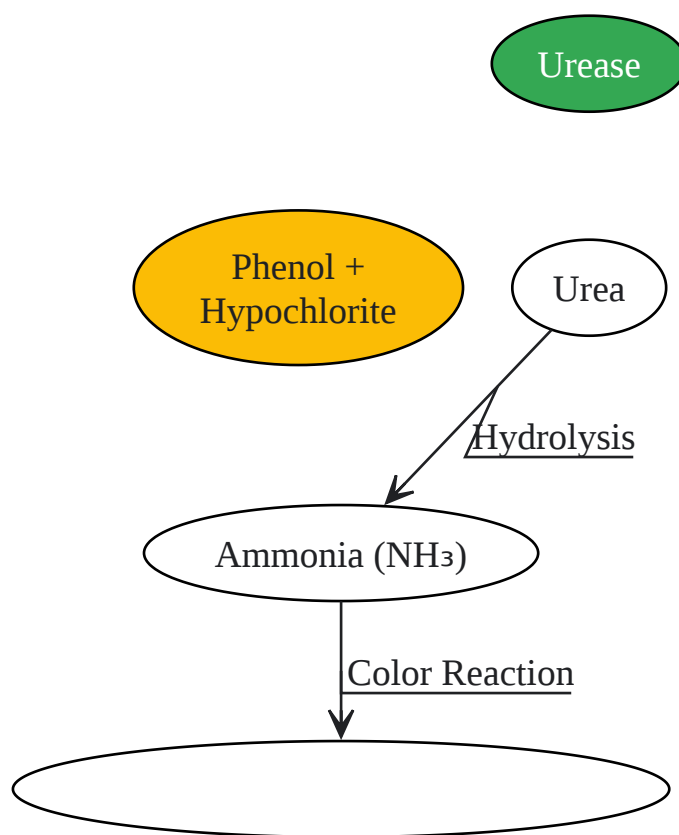 Urease
Phenol +
Hypochlorite
Urea
Hydrolysis
Ammonia (NH₃)
Color Reaction